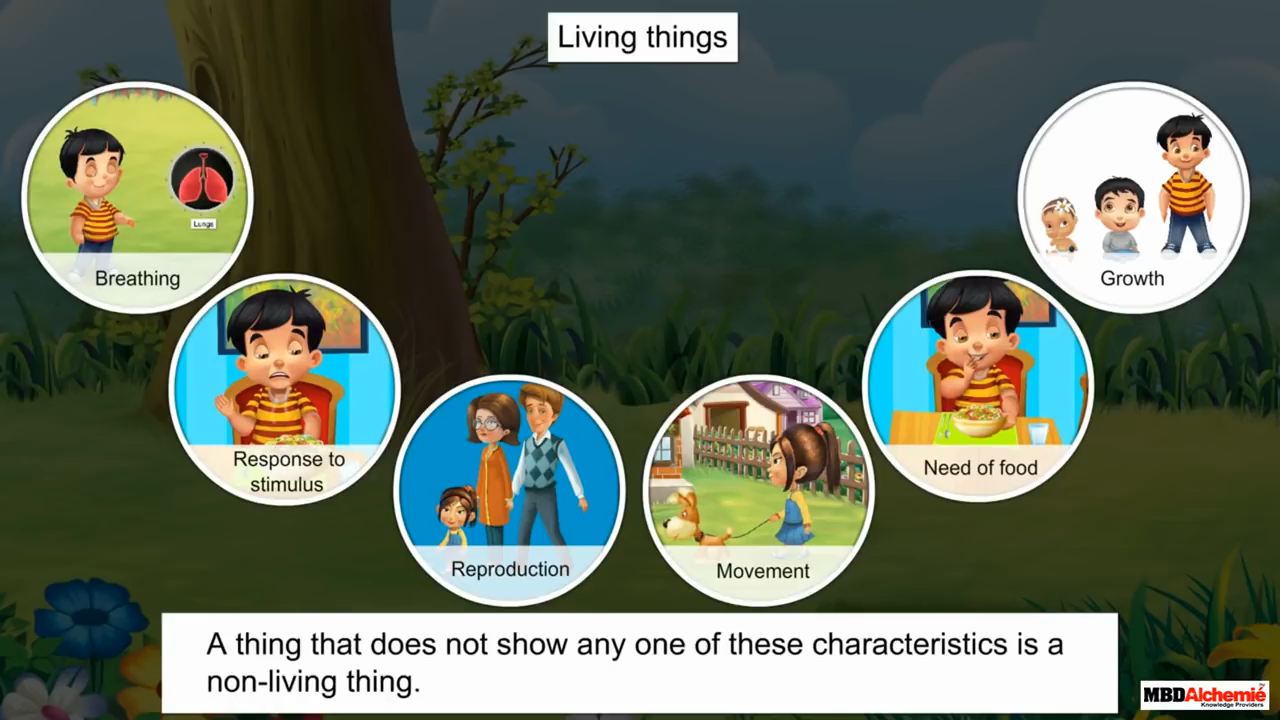 Living things
Lungs
Breathing
Growth
Response to
stimulus
Need of food
Reproduction
Movement
A thing that does not show any one of these characteristics is a
non-living thing.
MBDAlchemie
Knowledge Providers